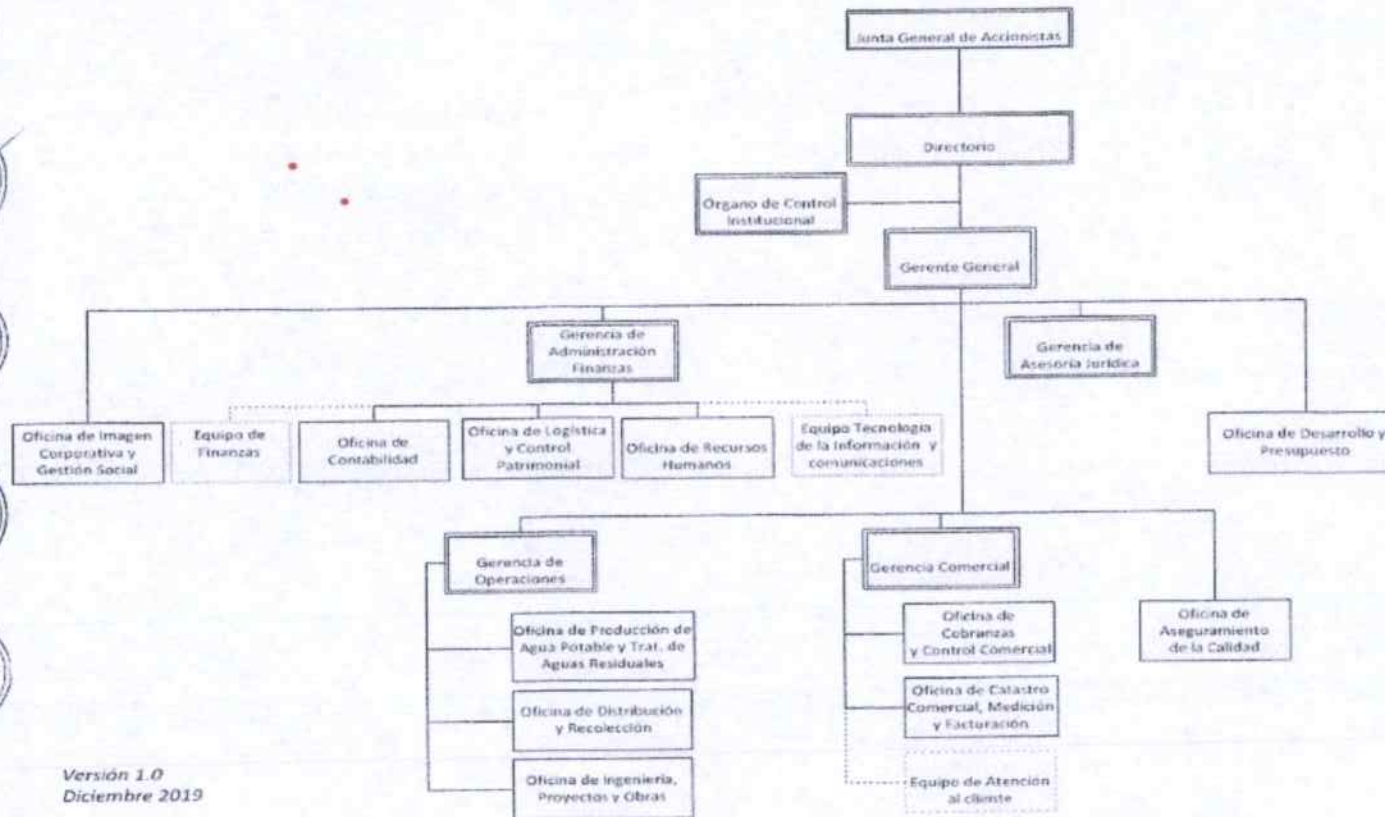 Junta General de Accionistas
Directorio
Órgano de Control
Institucional
Gerente General
Gerencia de
Administración
Finanzas
Gerencia de
Asesoría Jurídica
Oficina de Imagen
Corporativa y
Gestión Social
Equipo de
Finanzas
Oficina de
Contabilidad
Oficina de Logística
y Control
Patrimonial
Oficina de Recursos
Humanos
Equipo Tecnología
de la Información y
comunicaciones
Oficina de Desarrollo y
Presupuesto
Gerencia de
Operaciones
Gerencia Comercial
Oficina de Producción de
Agua Potable y Trat. de
Aguas Residuales
Oficina de
Cobranzas
y Control Comercial
Oficina de
Aseguramiento
de la Calidad
Oficina de Distribución
y Recolección
Oficina de Catastro
Comercial, Medición
y Facturación
Oficina de Ingeniería,
Proyectos y Obras
Equipo de Atención
al cliente
Versión 1.0
Diciembre 2019